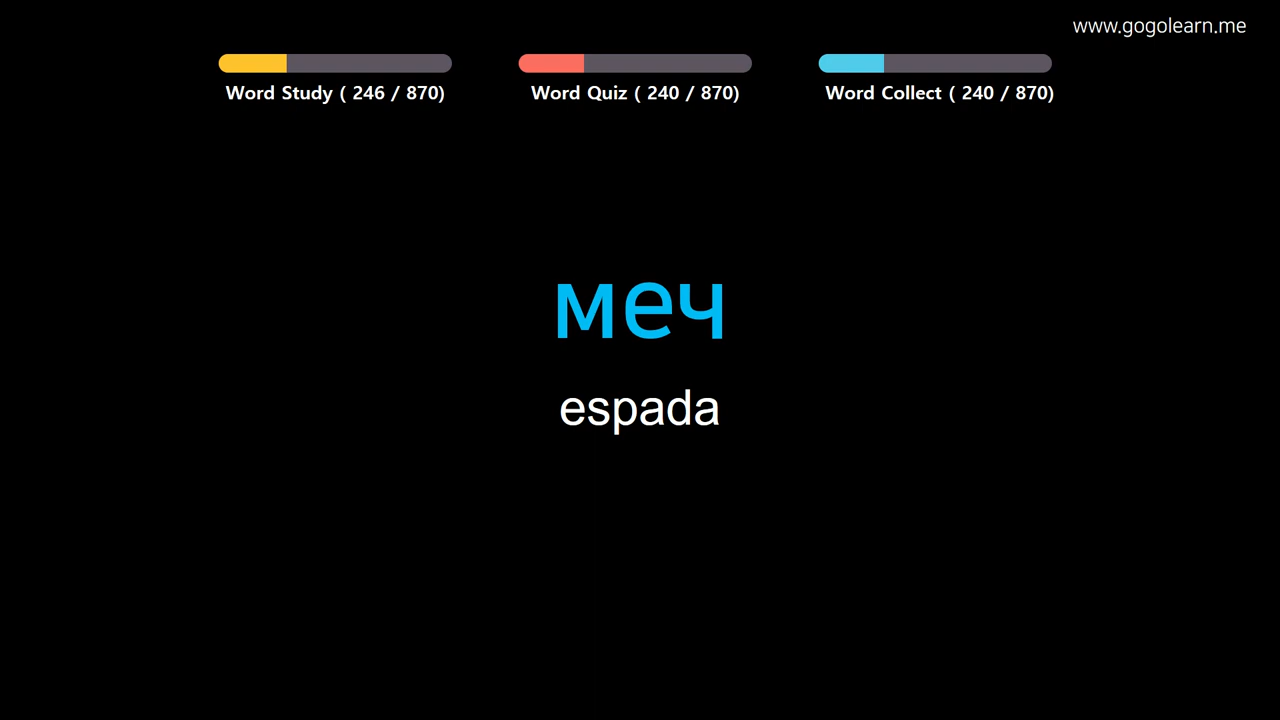 www.gogolearn.me
Word Study ( 246 / 870)
Word Quiz ( 240 / 870)
Word Collect ( 240 / 870)
меч
espada